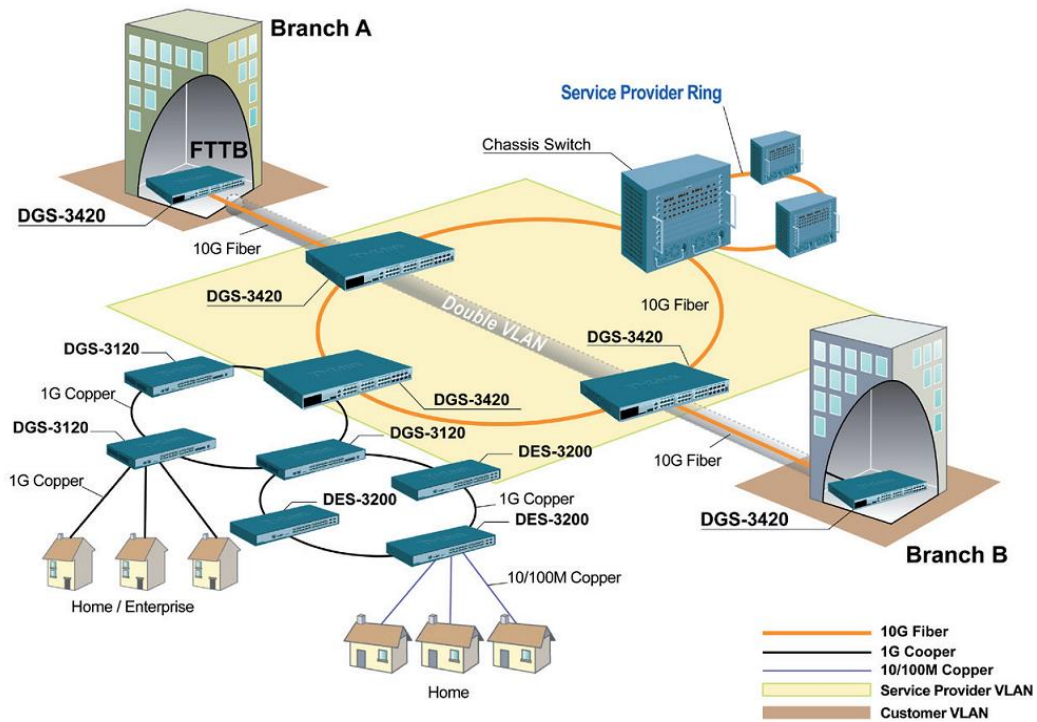 Branch A
Service Provider Ring
Chassis Switch
FTTB
DGS-3420
10G Fiber
DGS-3420
10G Fiber
Double VLAN
DGS-3420
DGS-3120
1G Copper
DGS-3420
DGS-3120
DGS-3120
DES-3200
10G Fiber
1G Copper
DES-3200
1G Copper
DES-3200
DGS-3420
Branch B
10/100M Copper
Home / Enterprise
Home
10G Fiber
1G Cooper
10/100M Copper
Service Provider VLAN
Customer VLAN